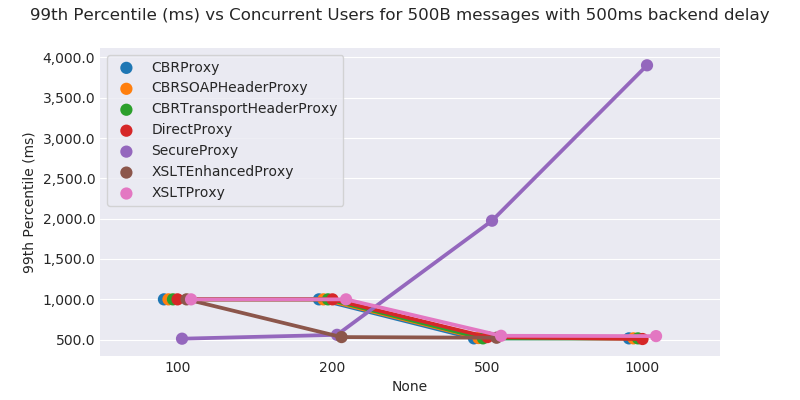 99th Percentile (ms) vs Concurrent Users for 500B messages with 500ms backend delay
4,000.0
3,500.0
3,000.0
2,500.0
2,000.0
1,500.0
1,000.0
500.0
99th Percentile (ms)
CBRProxy
CBRSOAPHeaderProxy
CBRTransportHeaderProxy
DirectProxy
SecureProxy
XSLTEnhancedProxy
XSLTProxy
100 200 500 1000
None